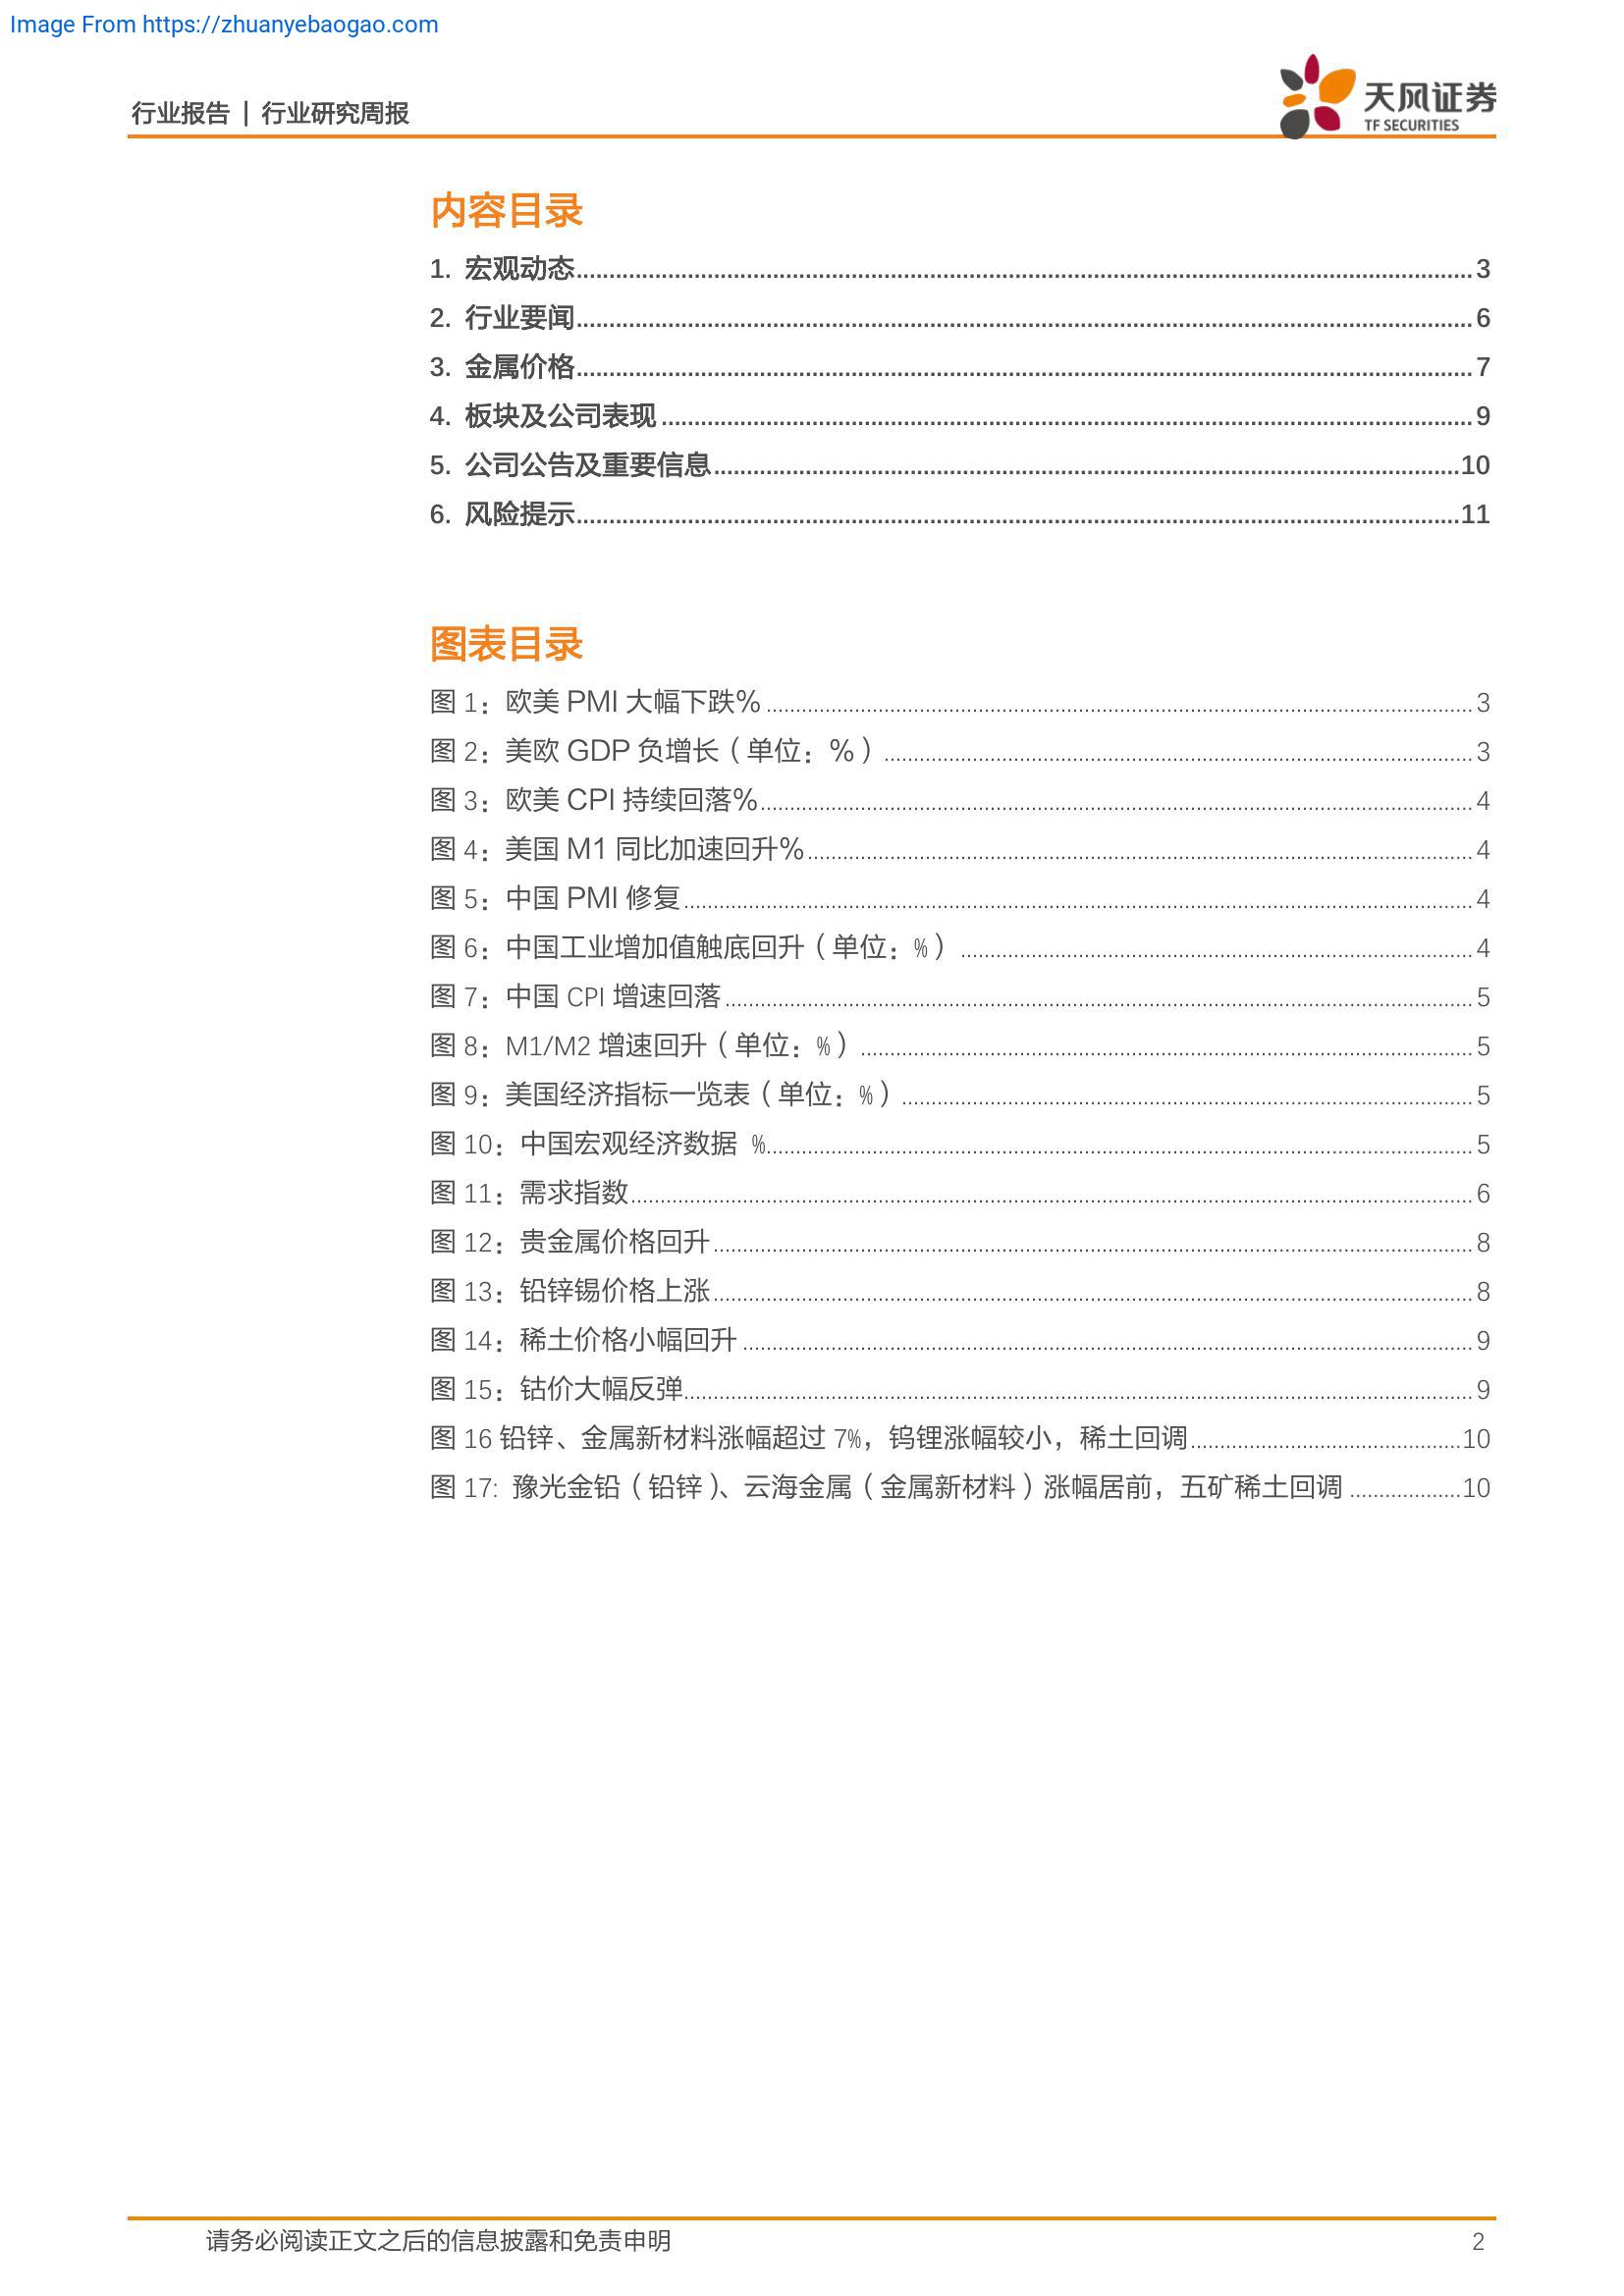 Image From https://zhuanyebaogao.com
行业报告 | 行业研究周报
天风证券
TF SECURITIES
内容目录
1. 宏观动态........................3
2. 行业要闻........................6
3. 金属价格........................7
4. 板块及公司表现........................9
5. 公司公告及重要信息........................10
6. 风险提示........................11
图表目录
图 1：欧美 PMI 大幅下跌%........................3
图 2：美欧 GDP 负增长（单位：%）........................3
图 3：欧美 CPI 持续回落%........................4
图 4：美国 M1 同比加速回升%........................4
图 5：中国 PMI 修复........................4
图 6：中国工业增加值触底回升（单位：%）........................4
图 7：中国 CPI 增速回落........................5
图 8：M1/M2 增速回升（单位：%）........................5
图 9：美国经济指标一览表（单位：%）........................5
图 10：中国宏观经济数据 %........................5
图 11：需求指数........................6
图 12：贵金属价格回升........................8
图 13：铅锌锡价格上涨........................8
图 14：稀土价格小幅回升........................9
图 15：钴价大幅反弹........................9
图 16 铅锌、金属新材料涨幅超过 7%，钨锂涨幅较小，稀土回调........................10
图 17: 豫光金铅（铅锌）、云海金属（金属新材料）涨幅居前，五矿稀土回调........................10
请务必阅读正文之后的信息披露和免责申明
2